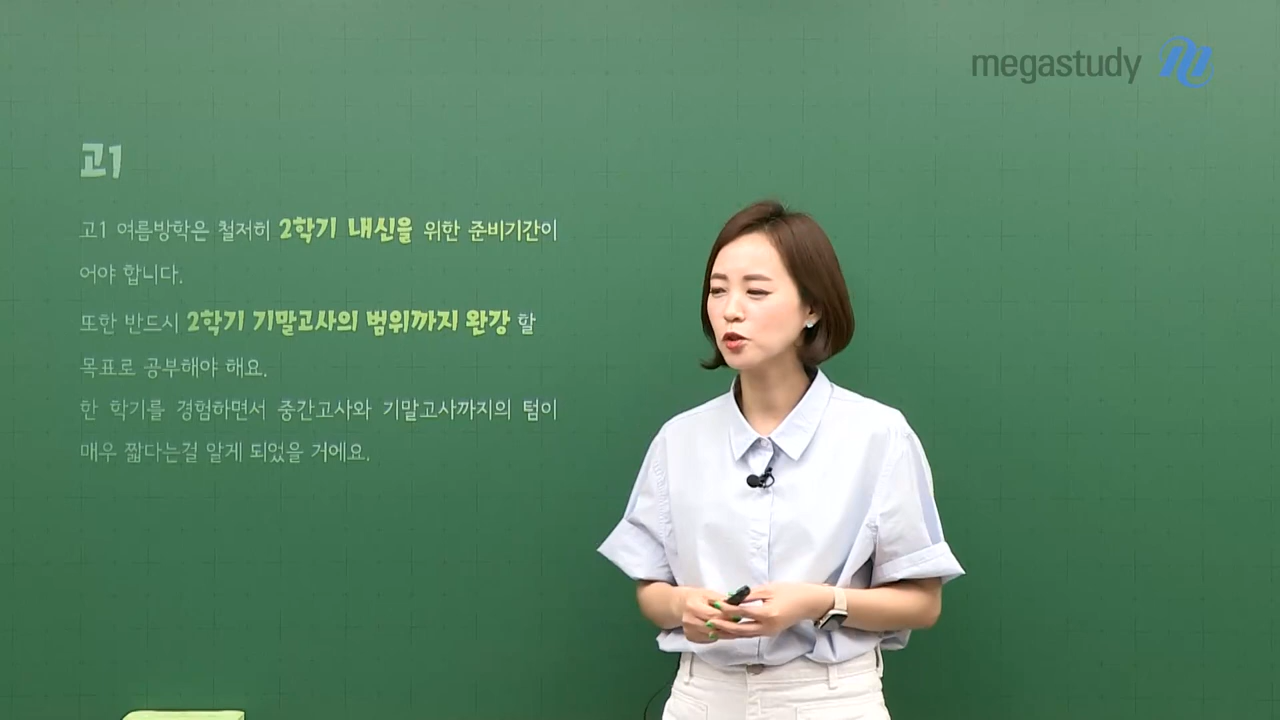 megastudy
고1
고1 여름방학은 철저히 2학기 내신을 위한 준비기간이
어야 합니다.
또한 반드시 2학기 기말고사의 범위까지 완강 할
목표로 공부해야 해요.
한 학기를 경험하면서 중간고사와 기말고사까지의 텀이
매우 짧다는걸 알게 되었을 거에요.